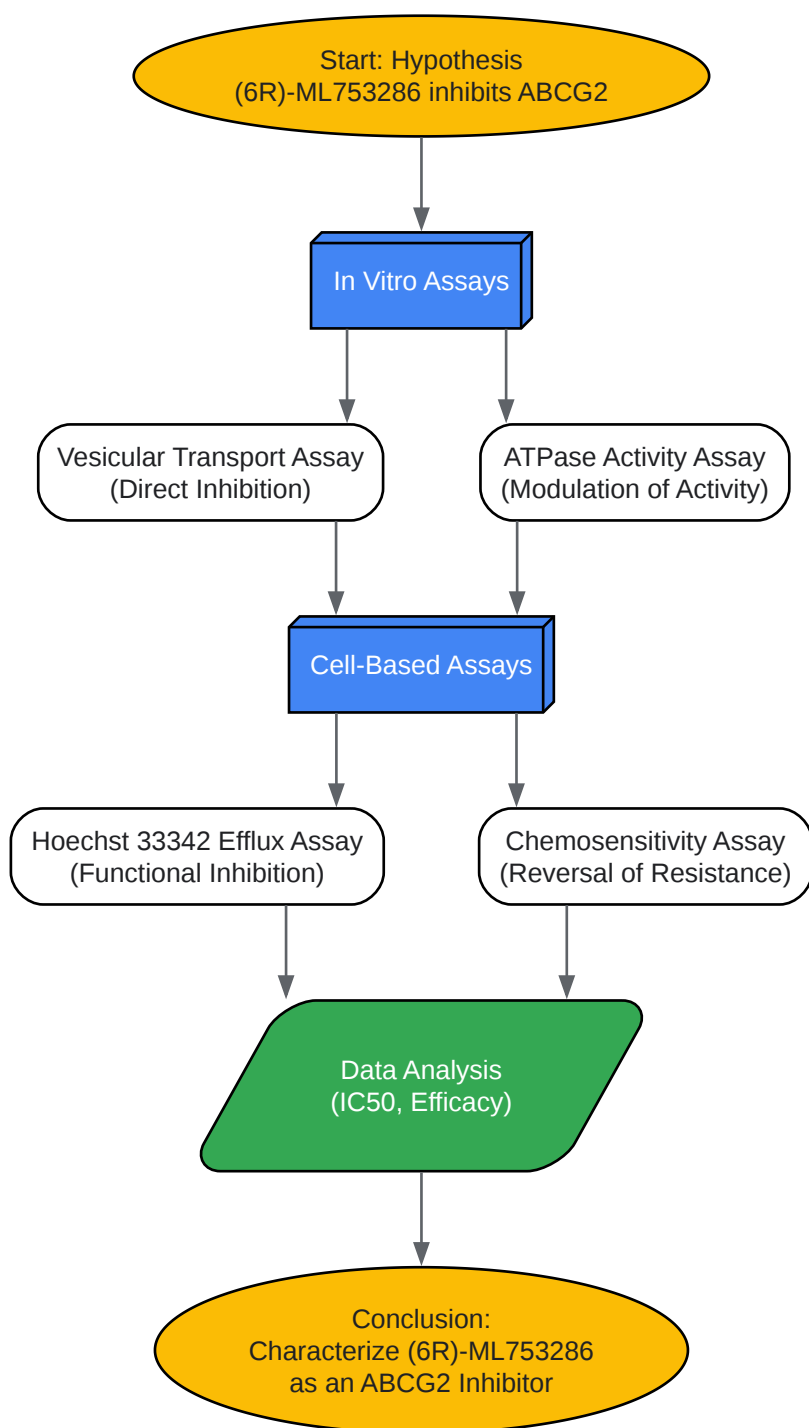 Start: Hypothesis
(6R)-ML753286 inhibits ABCG2
In Vitro Assays
Vesicular Transport Assay
(Direct Inhibition)
ATPase Activity Assay
(Modulation of Activity)
Cell-Based Assays
Hoechst 33342 Efflux Assay
(Functional Inhibition)
Chemosensitivity Assay
(Reversal of Resistance)
Data Analysis
(IC50, Efficacy)
Conclusion:
Characterize (6R)-ML753286
as an ABCG2 Inhibitor